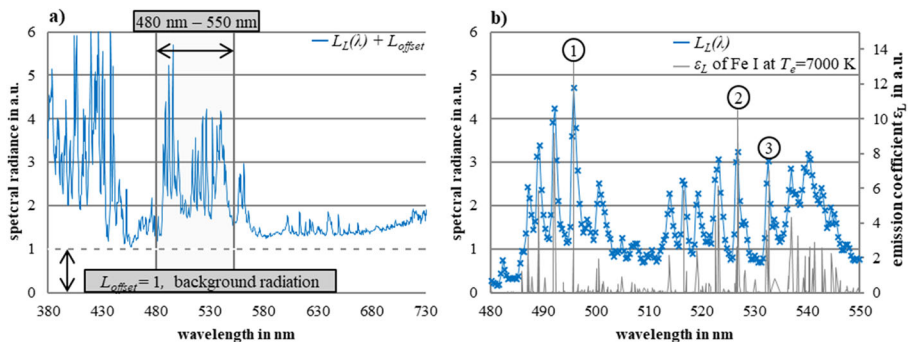 a)
480 nm – 550 nm
L_L(λ) + L_offset
spetcral radiance in a.u.
6
5
4
3
2
1
0
L_offset = 1, background radiation
380 430 480 530 580 630 680 730
wavelength in nm
b)
L_L(λ)
ε_L of Fe I at T_e=7000 K
1
2
3
spetcral radiance in a.u.
6
5
4
3
2
1
0
14
12
10
8
6
4
2
0
emission coefficient ε_L in a.u.
480 490 500 510 520 530 540 550
wavelength in nm